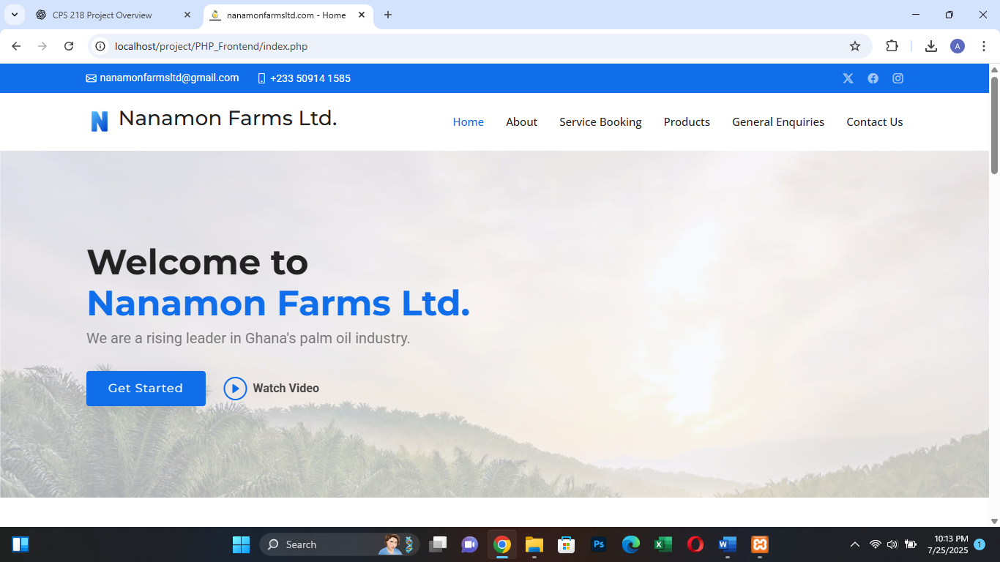 CPS 218 Project Overview
nanamonfarmsltd.com - Home
localhost/project/PHP_Frontend/index.php
A
nanamonfarmsltd@gmail.com +233 50914 1585
N Nanamon Farms Ltd.
Home About Service Booking Products General Enquiries Contact Us
Welcome to
Nanamon Farms Ltd.
We are a rising leader in Ghana's palm oil industry.
Get Started Watch Video
Search
Ps
10:13 PM
7/25/2025
1